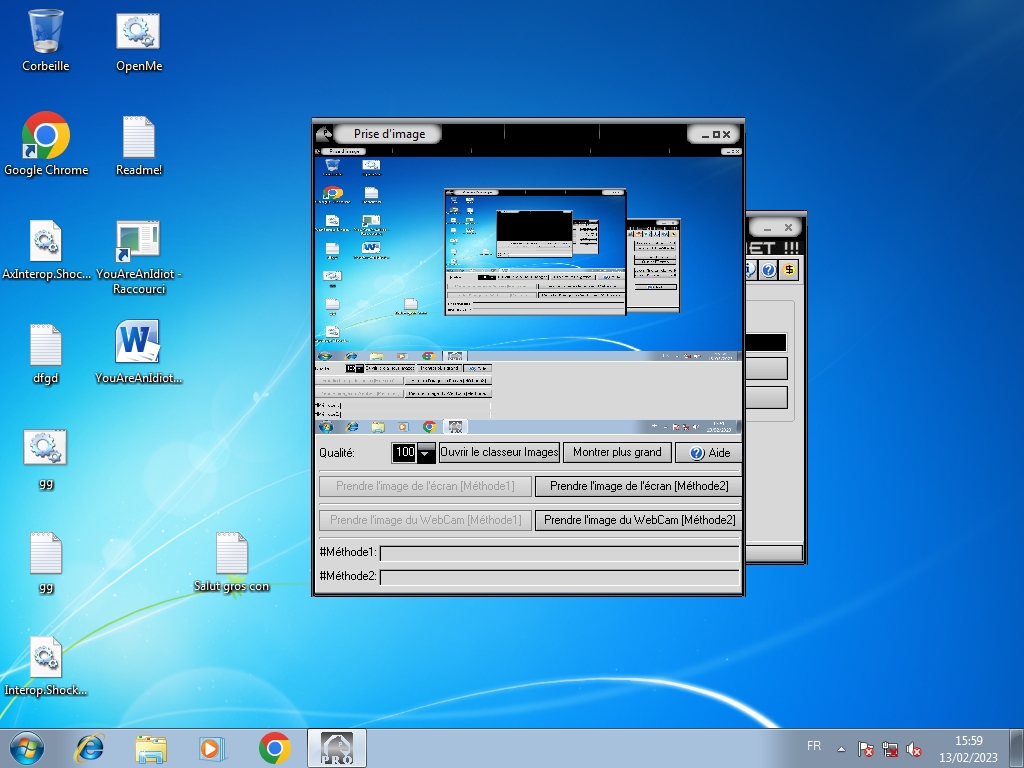 Corbeille
OpenMe
Google Chrome
Readme!
AxInterop.Shoc...
YouAreAnIdiot -
Raccourci
dfgd
YouAreAnIdiot...
gg
gg
Salut gros con
Interop.Shock...
Prise d'image
ET !!!
Qualité:
100
Ouvrir le classeur Images
Montrer plus grand
Aide
Prendre l'image de l'écran [Méthode1]
Prendre l'image de l'écran [Méthode2]
Prendre l'image du WebCam [Méthode1]
Prendre l'image du WebCam [Méthode2]
#Méthode1:
#Méthode2:
PRO
FR
15:59
13/02/2023